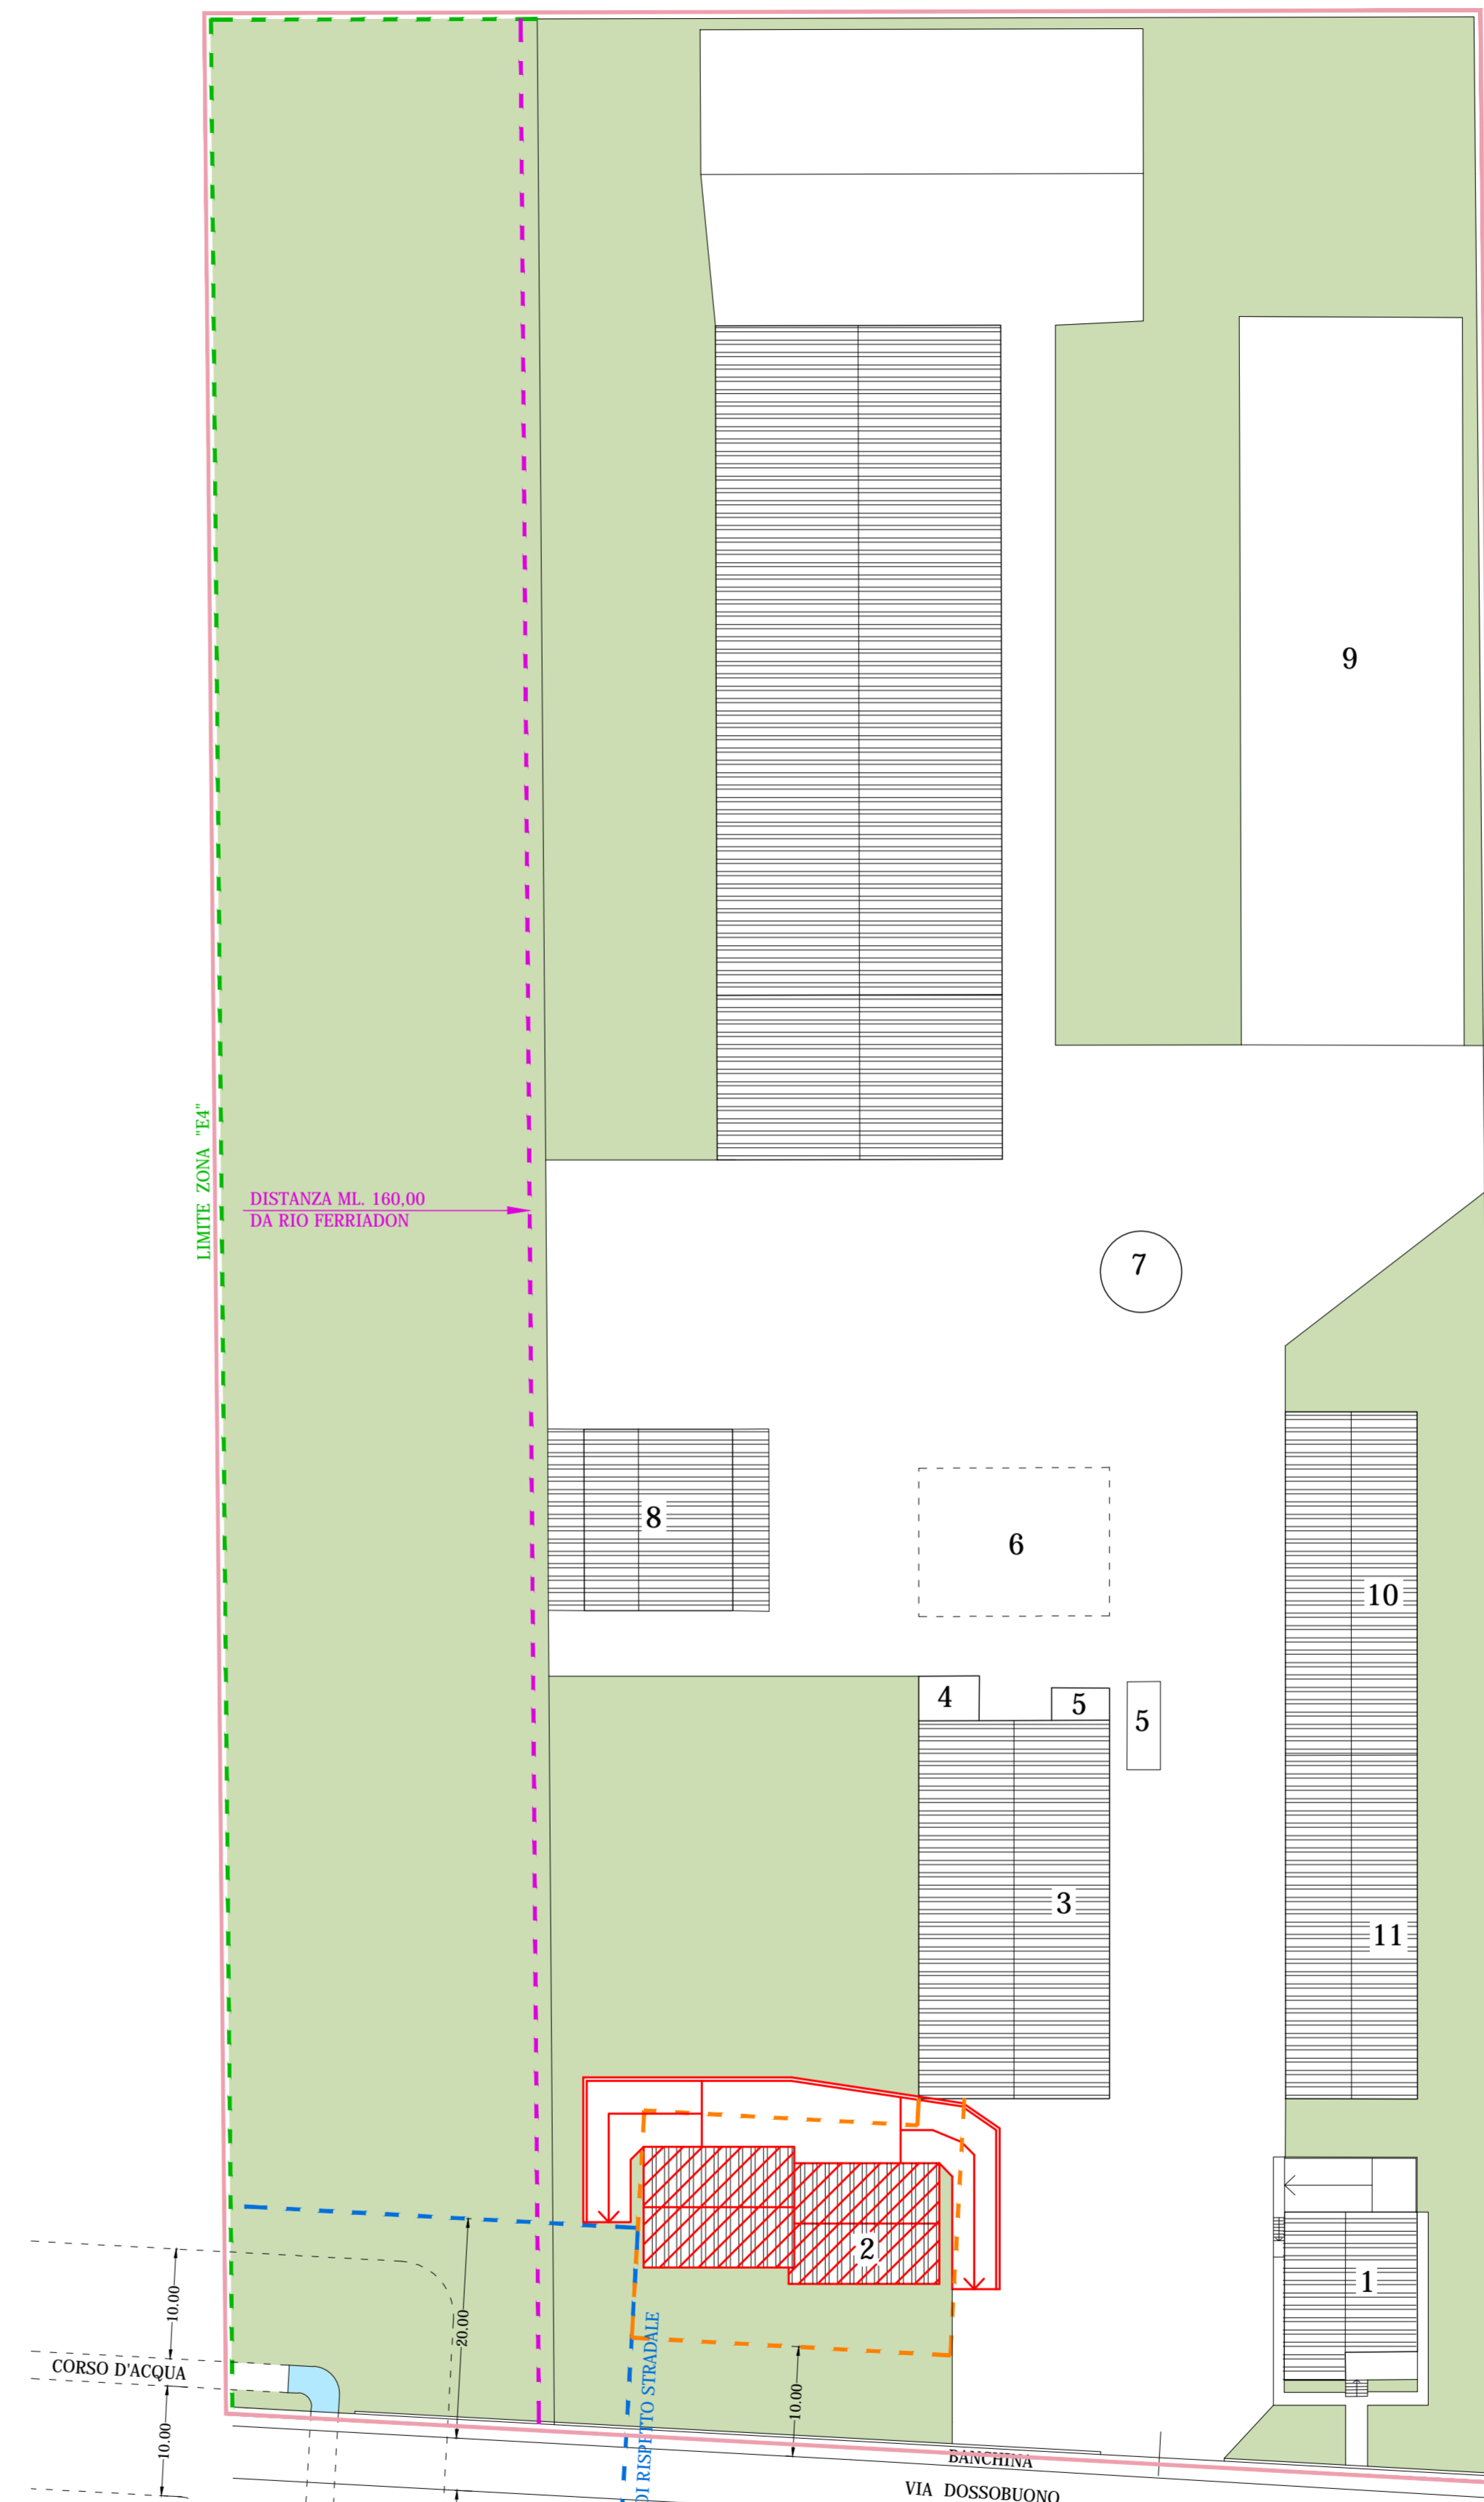 9
LIMITE ZONA "E4"
DISTANZA ML. 160,00
DA RIO FERRIADON
7
8
6
10
4
5
5
3
11
2
1
10.00
20.00
DI RISPETTO STRADALE
CORSO D'ACQUA
10.00
10.00
BANCHINA
VIA DOSSOBUONO